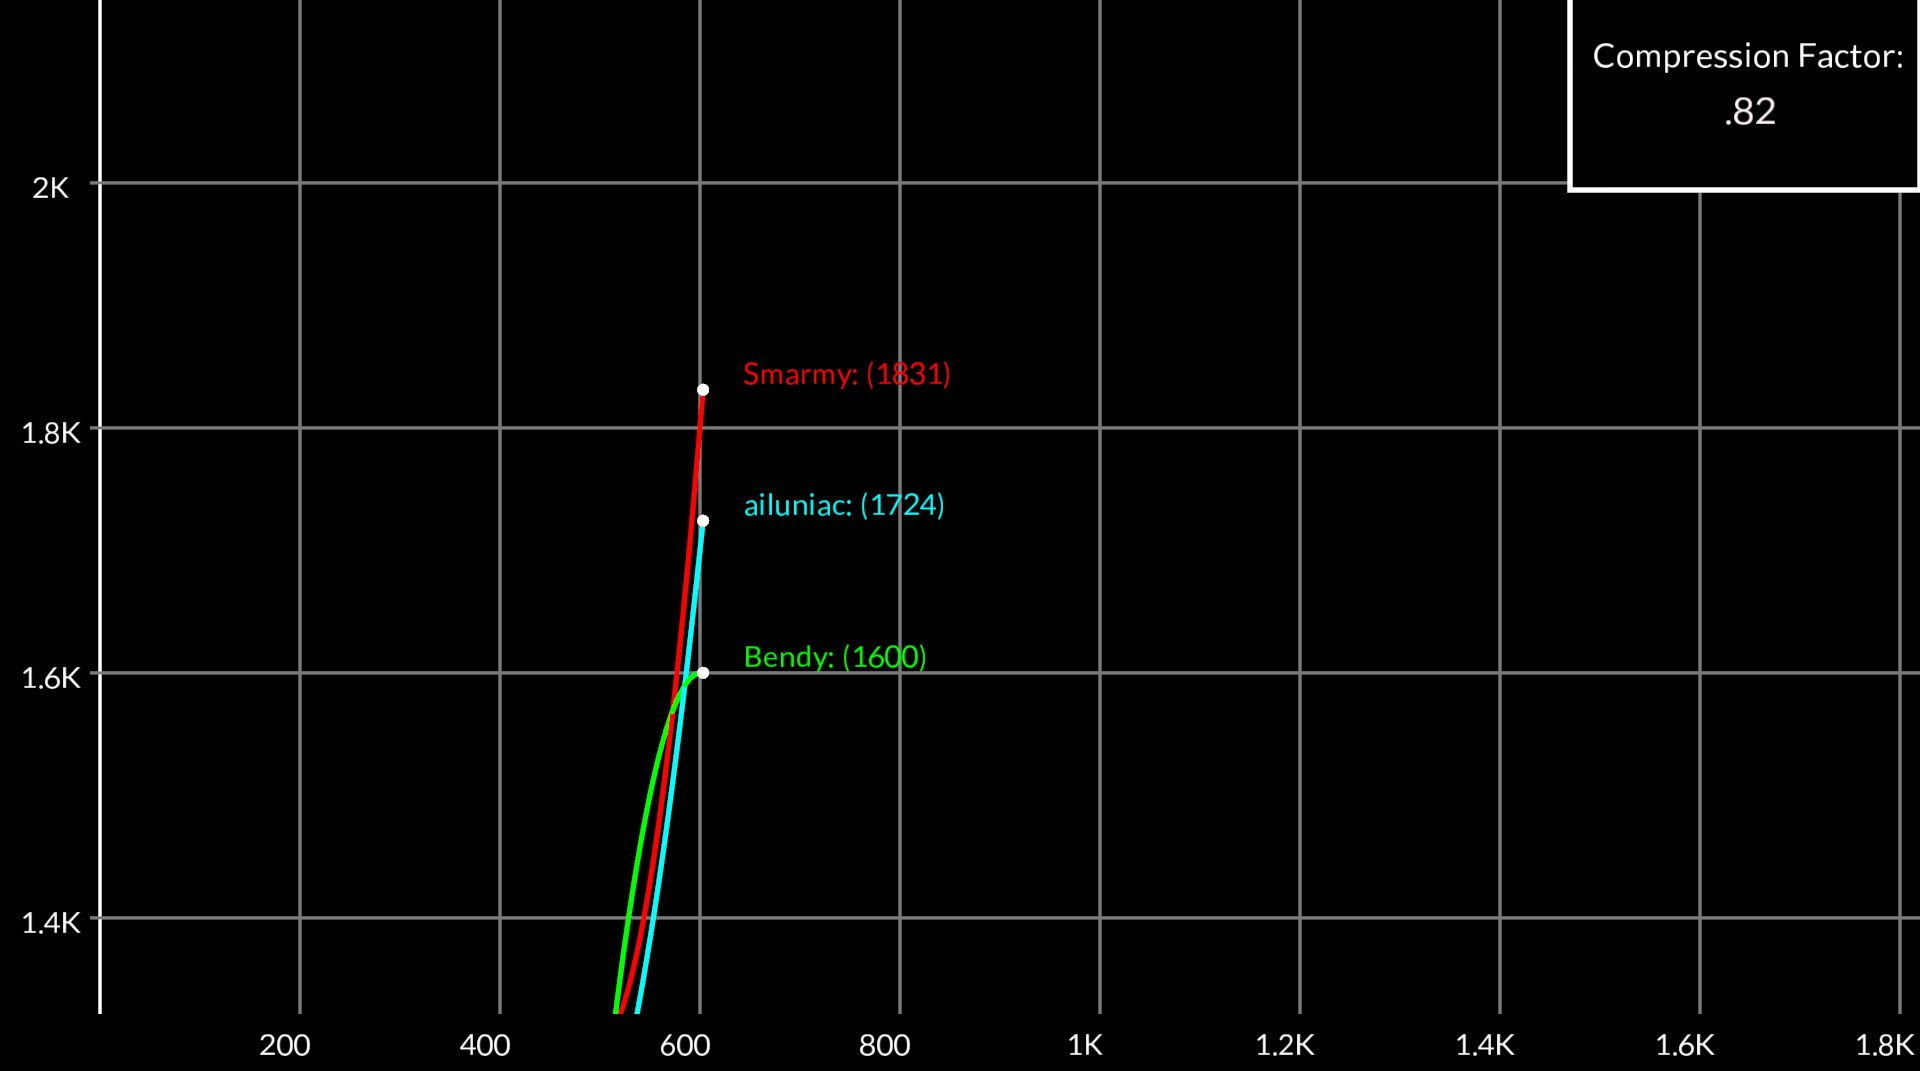 Compression Factor:
.82
2K
Smarmy: (1831)
1.8K
ailuniac: (1724)
Bendy: (1600)
1.6K
1.4K
200 400 600 800 1K 1.2K 1.4K 1.6K 1.8K